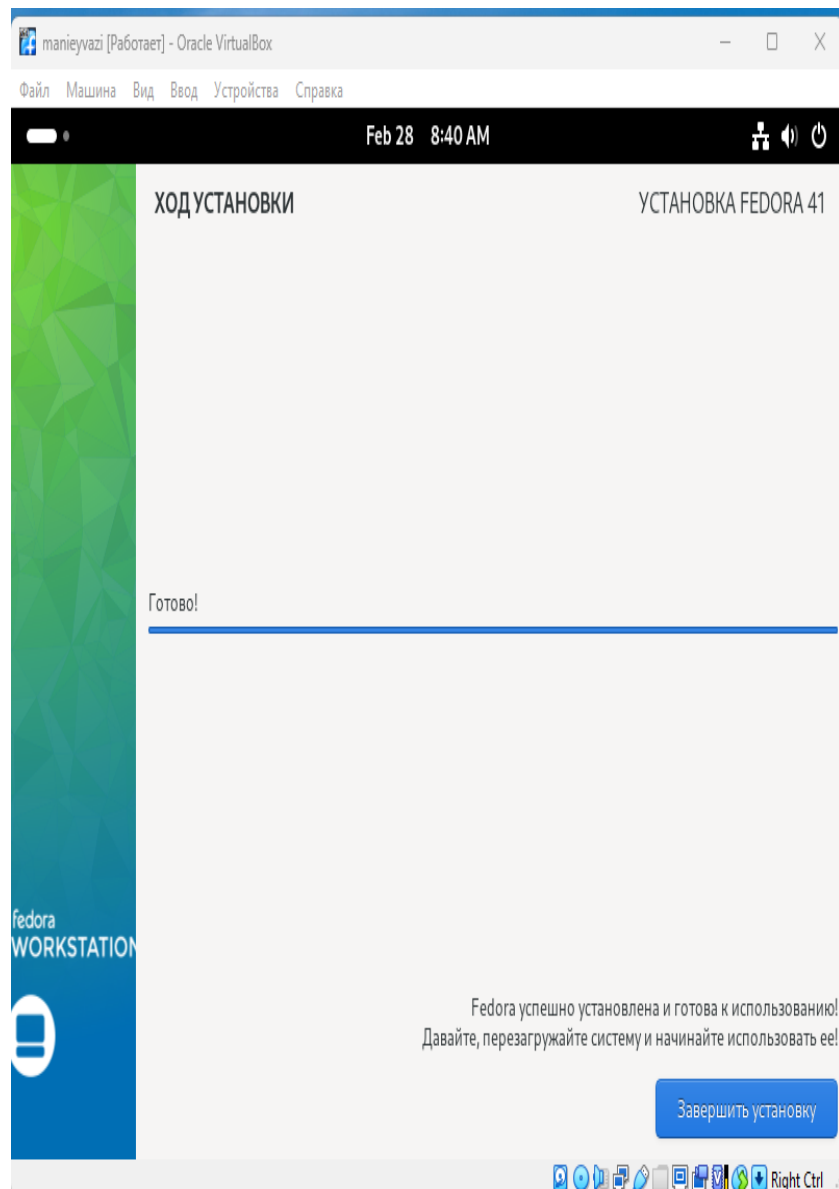 manieyvazi [Работает] - Oracle VirtualBox
Файл Машина Вид Ввод Устройства Справка
Feb 28 8:40 AM
ХОД УСТАНОВКИ
УСТАНОВКА FEDORA 41
Готово!
fedora
WORKSTATION
Fedora успешно установлена и готова к использованию!
Давайте, перезагружайте систему и начинайте использовать ее!
Завершить установку
Right Ctrl